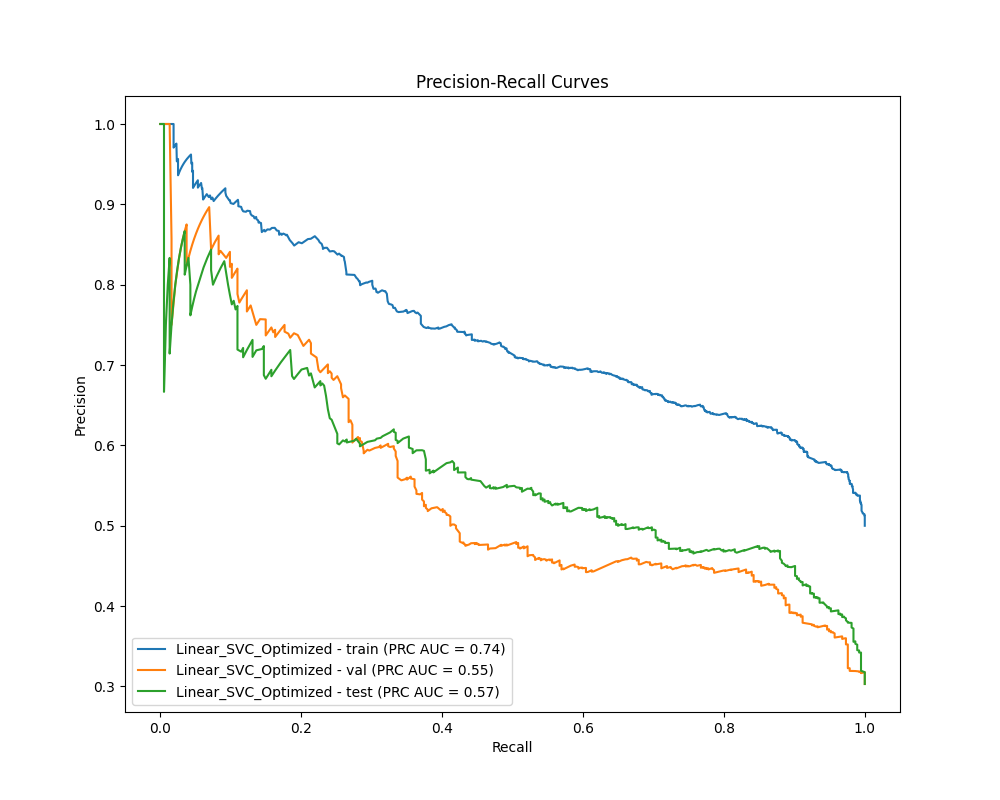 Precision-Recall Curves
1.0
0.9
0.8
0.7
0.6
0.5
0.4
0.3
Precision
Linear_SVC_Optimized - train (PRC AUC = 0.74)
Linear_SVC_Optimized - val (PRC AUC = 0.55)
Linear_SVC_Optimized - test (PRC AUC = 0.57)
0.0 0.2 0.4 0.6 0.8 1.0
Recall